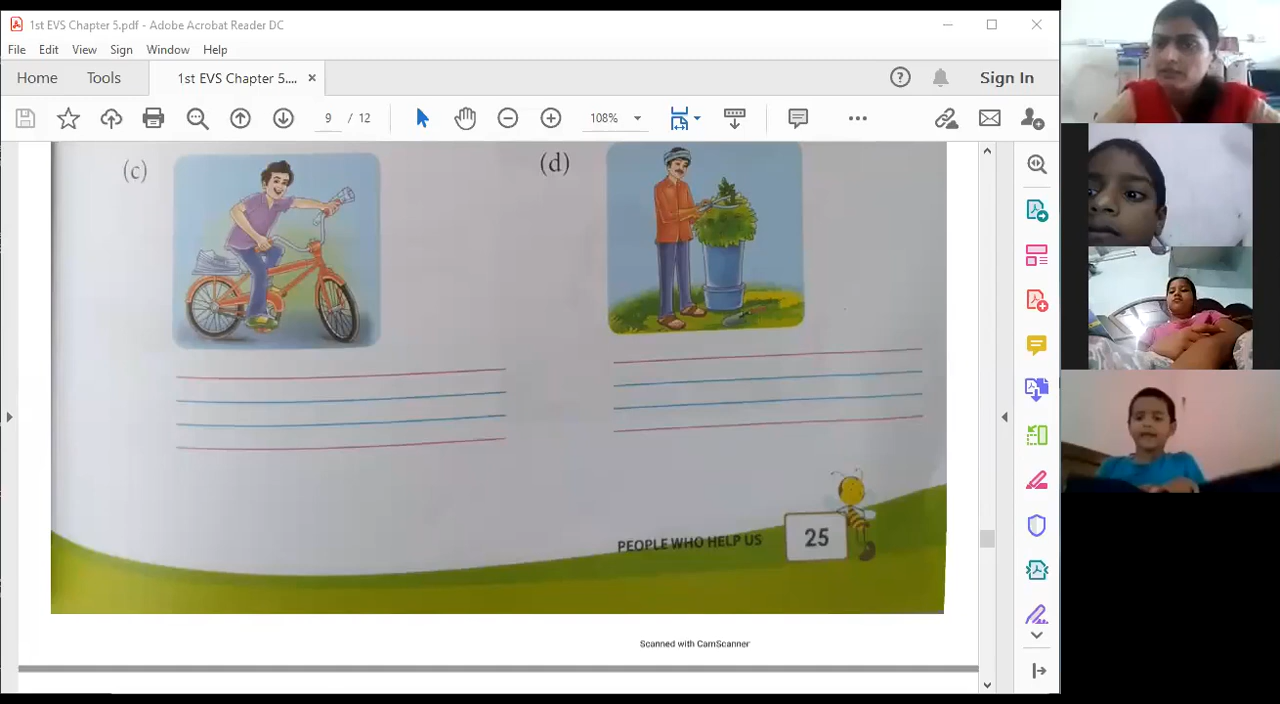 1st EVS Chapter 5.pdf - Adobe Acrobat Reader DC
File Edit View Sign Window Help
Home Tools 1st EVS Chapter 5.... × Sign In
9 / 12 108%
(c) (d)
PEOPLE WHO HELP US 25
Scanned with CamScanner